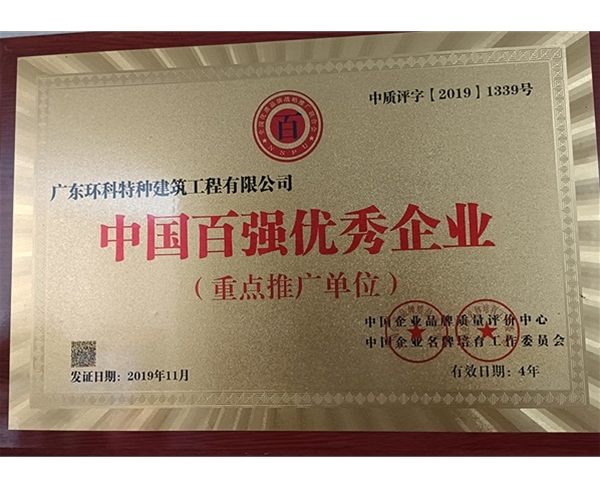 中质评字【2019】1339号
百
NSPU
广东环科特种建筑工程有限公司
中国百强优秀企业
（重点推广单位）
中国企业品牌质量评价中心
中国企业名牌培育工作委员会
发证日期：2019年11月
有效日期：4年